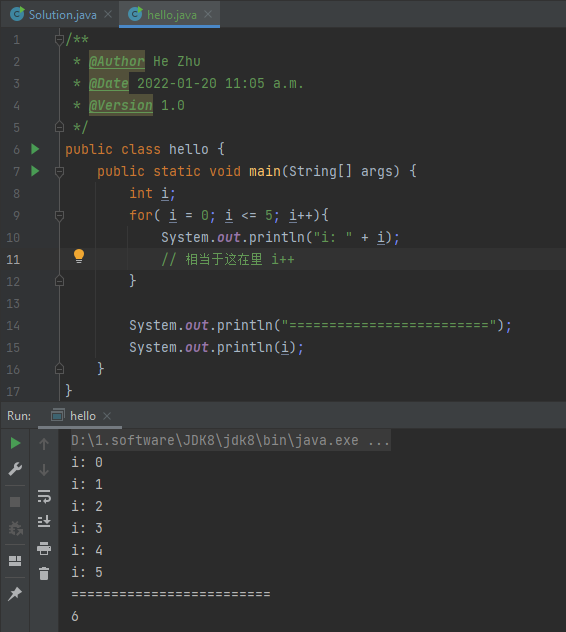 Solution.java hello.java
1 /**
2 * @Author He Zhu
3 * @Date 2022-01-20 11:05 a.m.
4 * @Version 1.0
5 */
6 public class hello {
7 public static void main(String[] args) {
8 int i;
9 for( i = 0; i <= 5; i++){
10 System.out.println("i: " + i);
11 // 相当于这在里 i++
12 }
13
14 System.out.println("=========================");
15 System.out.println(i);
16 }
17 }
Run: hello
D:\1.software\JDK8\jdk8\bin\java.exe ...
i: 0
i: 1
i: 2
i: 3
i: 4
i: 5
=========================
6